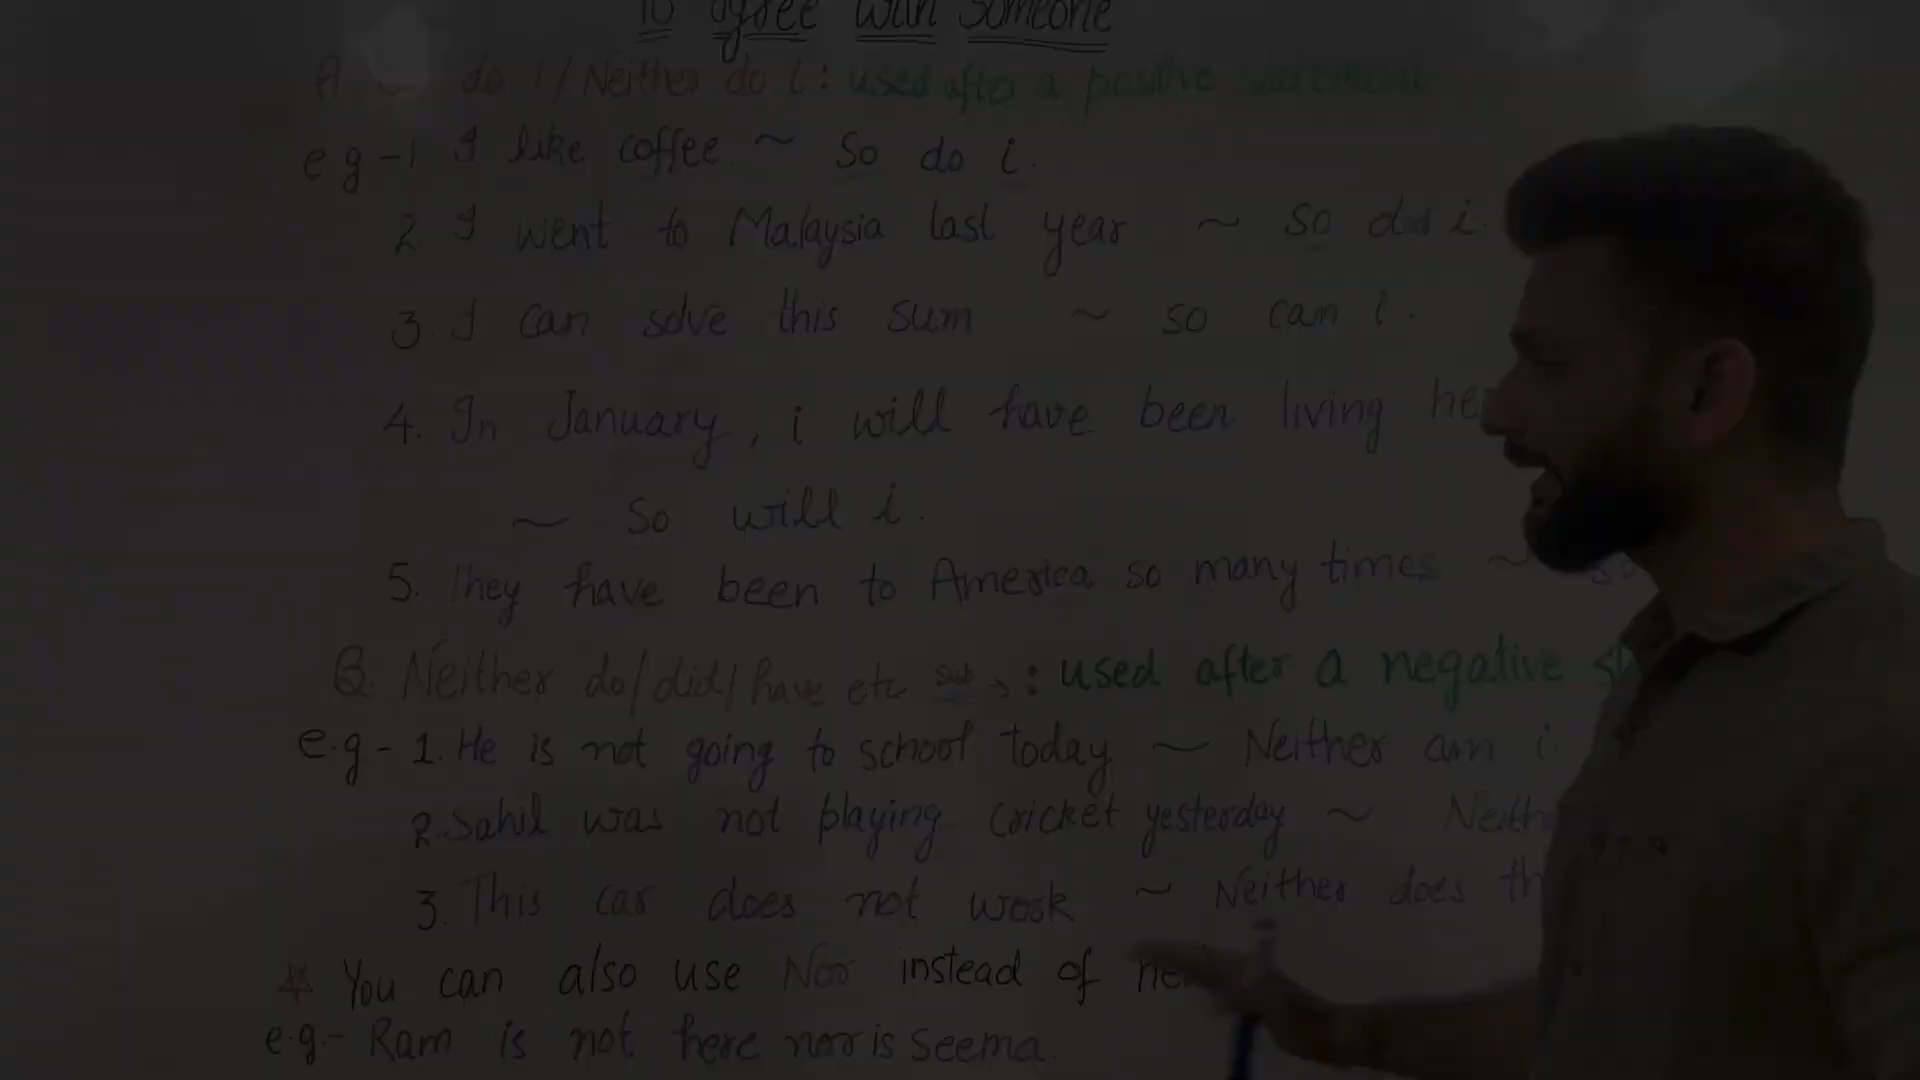 To agree with someone
A. do i/Neither do i : used after a positive statement
eg-1 I like coffee ~ So do i.
2 I went to Malaysia last year ~ so did i.
3. I can solve this sum ~ so can i.
4. In January, i will have been living
~ So will i.
5. They have been to America so many times ~ so
B. Neither do/did/have etc sub : used after a negative
e.g - 1. He is not going to school today ~ Neither am i.
2. Sahil was not playing cricket yesterday ~
3. This car does not work ~ Neither does
You can also use Nor instead of
e.g.- Ram is not here nor is Seema.